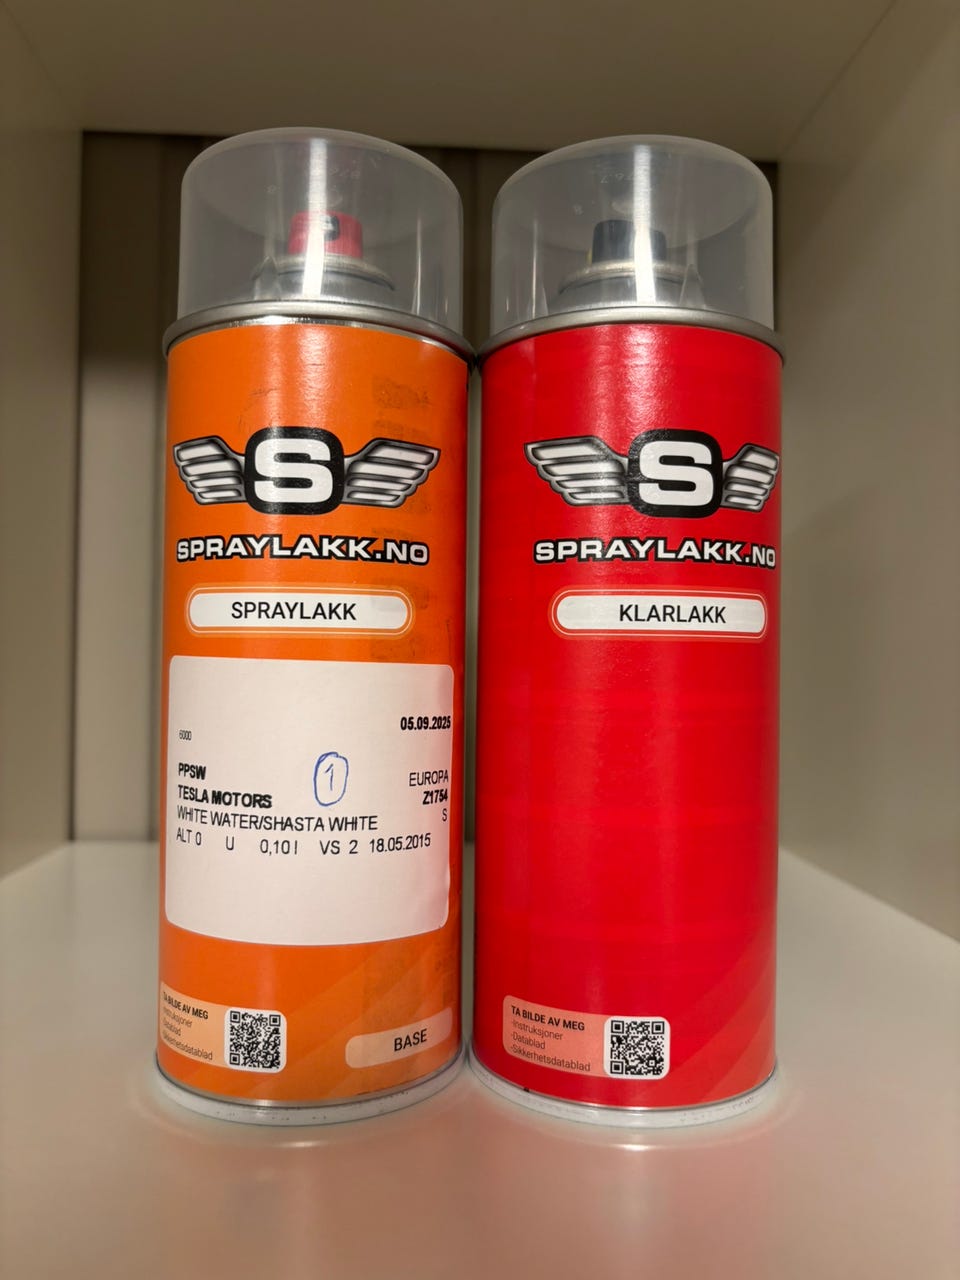 S
SPRAYLAKK.NO
SPRAYLAKK
05.09.2025
6000
1
PPSW
EUROPA
TESLA MOTORS
Z1754
WHITE WATER/SHASTA WHITE
S
ALT 0 U 0,10 l VS 2 18.05.2015
TA BILDE AV MEG
-Instruksjoner
-Datablad
-Sikkerhetsdatablad
BASE
S
SPRAYLAKK.NO
KLARLAKK
TA BILDE AV MEG
-Instruksjoner
-Datablad
-Sikkerhetsdatablad